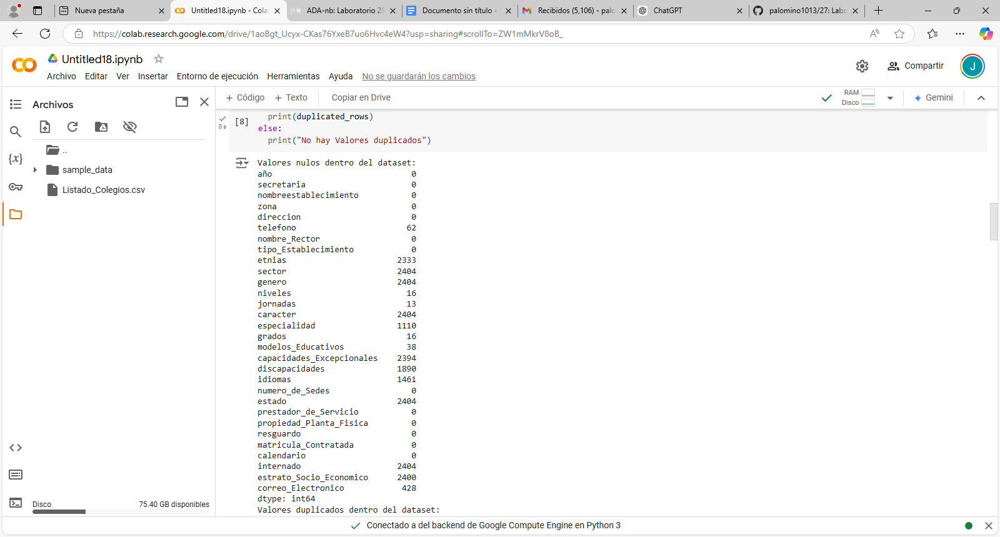 Nueva pestaña
Untitled18.ipynb - Cola
ADA-nb: Laboratorio 29
Documento sin título -
Recibidos (5,106) - palo
ChatGPT
palomino1013/27: Labo
https://colab.research.google.com/drive/1aoBgt_Ucyx-CKas76YxeB7uo6Hvc4eW4?usp=sharing#scrollTo=ZW1mMkrV8oB_
Untitled18.ipynb
Archivo Editar Ver Insertar Entorno de ejecución Herramientas Ayuda No se guardarán los cambios
Compartir
J
Archivos
+ Código + Texto
Copiar en Drive
RAM
Disco
Gemini
..
sample_data
Listado_Colegios.csv
{x}
Disco 75.40 GB disponibles
0 s
[8]
print(duplicated_rows)
else:
print("No hay Valores duplicados")
Valores nulos dentro del dataset:
año 0
secretaria 0
nombreestablecimiento 0
zona 0
direccion 0
telefono 62
nombre_Rector 0
tipo_Establecimiento 0
etnias 2333
sector 2404
genero 2404
niveles 16
jornadas 13
caracter 2404
especialidad 1110
grados 16
modelos_Educativos 38
capacidades_Excepcionales 2394
discapacidades 1890
idiomas 1461
numero_de_Sedes 0
estado 2404
prestador_de_Servicio 0
propiedad_Planta_Fisica 0
resguardo 0
matricula_Contratada 0
calendario 0
internado 2404
estrato_Socio_Economico 2400
correo_Electronico 428
dtype: int64
Valores duplicados dentro del dataset:
Conectado a del backend de Google Compute Engine en Python 3